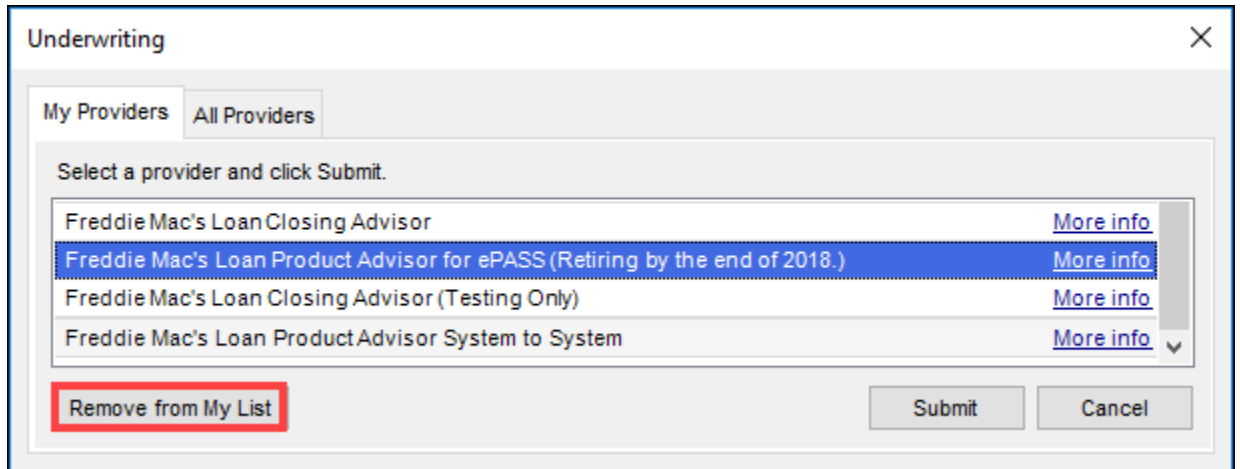 Underwriting
My Providers
All Providers
Select a provider and click Submit.
Freddie Mac's Loan Closing Advisor More info
Freddie Mac's Loan Product Advisor for ePASS (Retiring by the end of 2018.) More info
Freddie Mac's Loan Closing Advisor (Testing Only) More info
Freddie Mac's Loan Product Advisor System to System More info
Remove from My List
Submit
Cancel